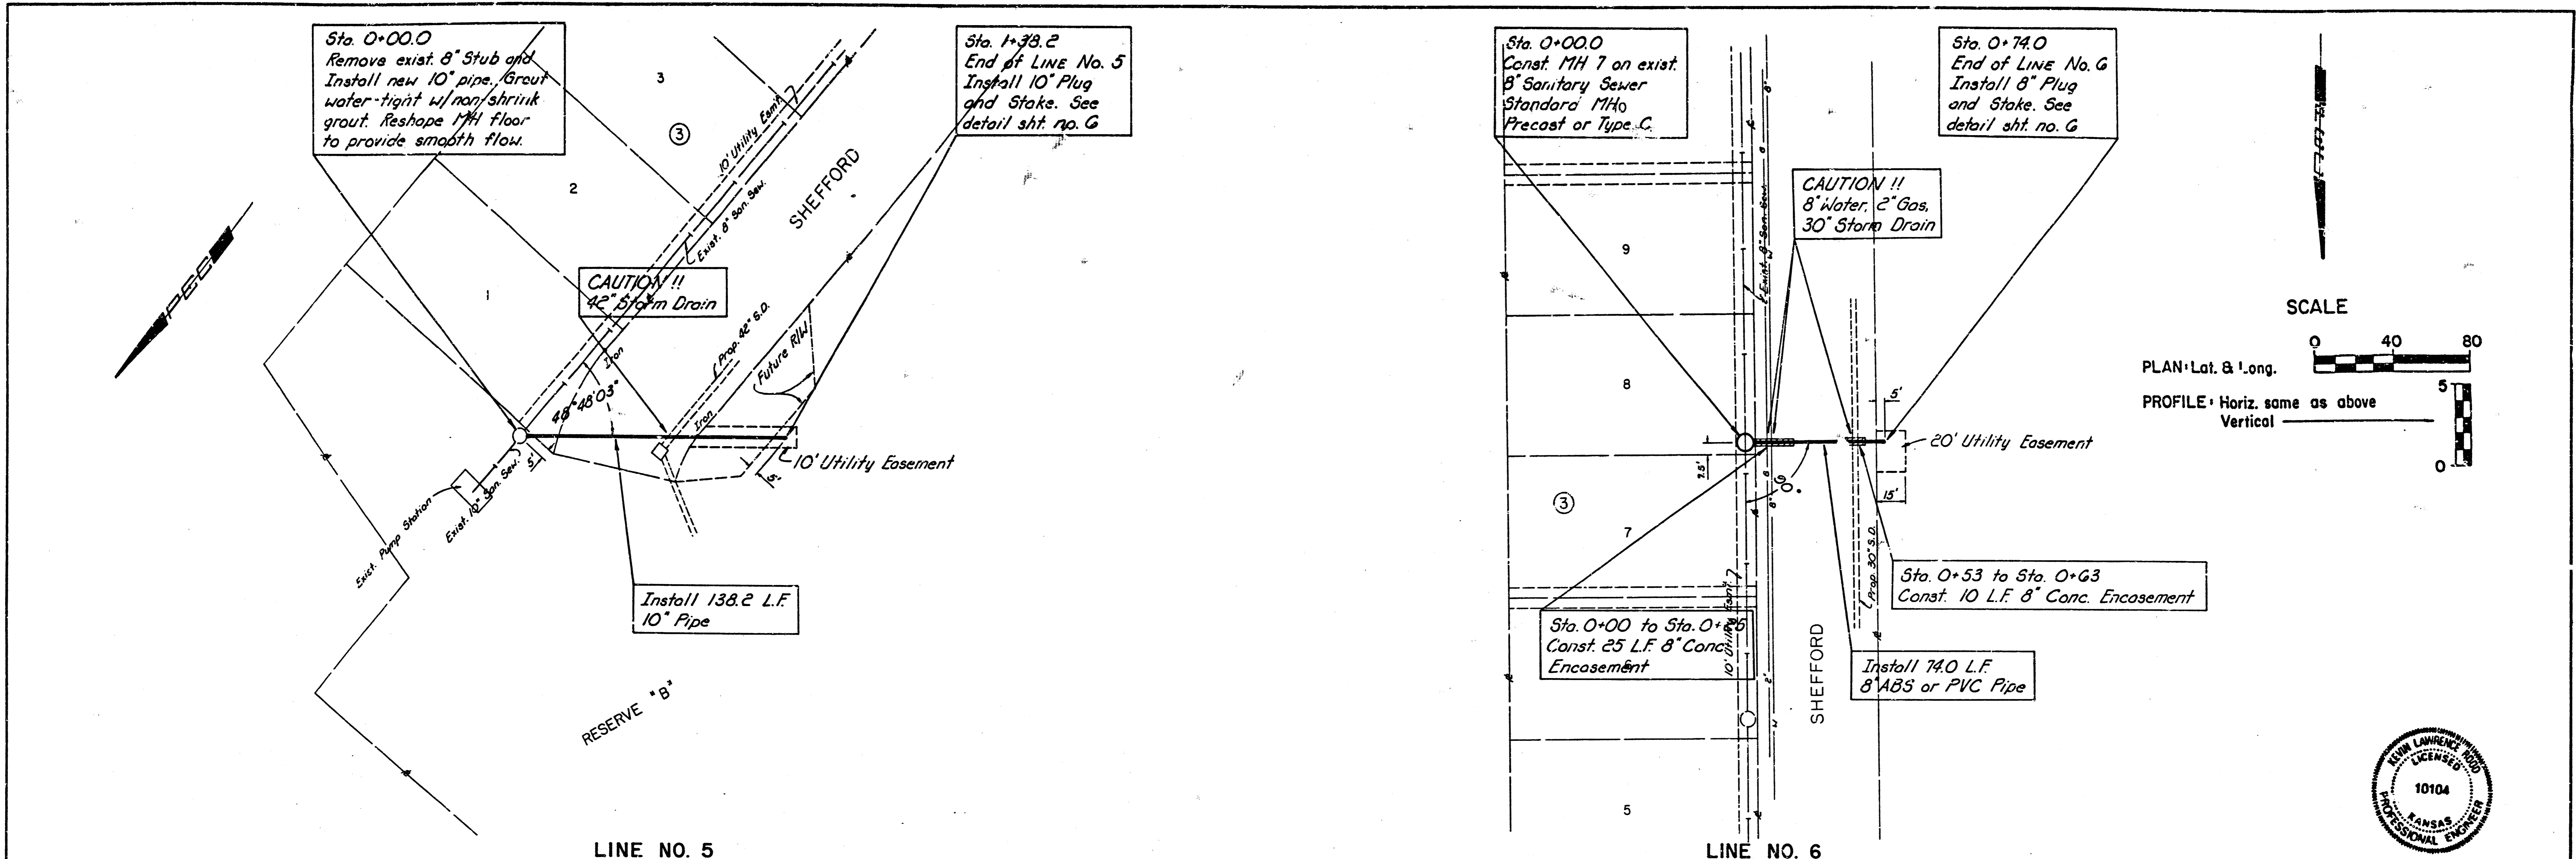 Sta. 0+00.0
Remove exist. 8" Stub and
Install new 10" pipe. Grout
water-tight w/non-shrink
grout. Reshape MH floor
to provide smooth flow.
Sta. 1+38.2
End of LINE No. 5
Install 10" Plug
and Stake. See
detail sht. no. 6
3
③
2
1
10' Utility Esm't.
Exist. 8" San. Sew.
SHEFFORD
CAUTION !!
42" Storm Drain
Iron
48°48'03"
Prop. 42" S.D.
Future R/W
Iron
10' Utility Easement
5'
5'
Exist. Pump Station
Exist. 10" San. Sew.
Install 138.2 L.F.
10" Pipe
RESERVE "B"
LINE NO. 5
Sta. 0+00.0
Const. MH 7 on exist.
8" Sanitary Sewer
Standard MH
Precast or Type C
Sta. 0+74.0
End of LINE No. 6
Install 8" Plug
and Stake. See
detail sht. no. 6
CAUTION !!
8" Water, 2" Gas,
30" Storm Drain
8"
9
Exist. 8" San. Sew.
8
7.5'
③
7
8"
5'
20' Utility Easement
15'
Prop. 30" S.D.
Sta. 0+53 to Sta. 0+63
Const. 10 L.F. 8" Conc. Encasement
Sta. 0+00 to Sta. 0+25
Const. 25 L.F. 8" Conc.
Encasement
10' Utility Esm't.
2"
SHEFFORD
Install 74.0 L.F.
8" ABS or PVC Pipe
5
LINE NO. 6
SCALE
0 40 80
PLAN: Lat. & Long.
PROFILE: Horiz. same as above
Vertical
5
0
KEVIN LAWRENCE ROOD
LICENSED
10104
KANSAS
PROFESSIONAL ENGINEER